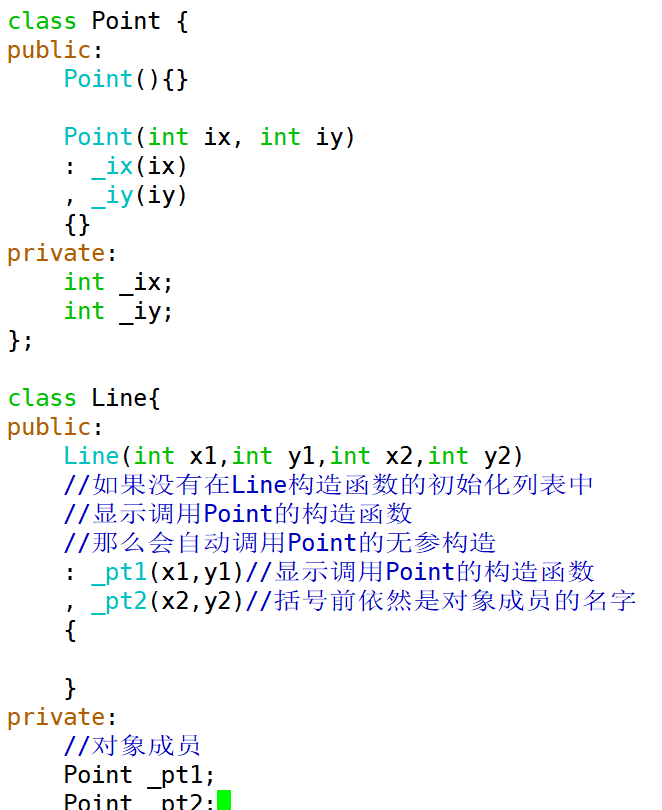 class Point {
public:
    Point(){}

    Point(int ix, int iy)
    : _ix(ix)
    , _iy(iy)
    {}
private:
    int _ix;
    int _iy;
};

class Line{
public:
    Line(int x1,int y1,int x2,int y2)
    //如果没有在Line构造函数的初始化列表中
    //显示调用Point的构造函数
    //那么会自动调用Point的无参构造
    : _pt1(x1,y1)//显示调用Point的构造函数
    , _pt2(x2,y2)//括号前依然是对象成员的名字
    {

    }
private:
    //对象成员
    Point _pt1;
    Point _pt2;